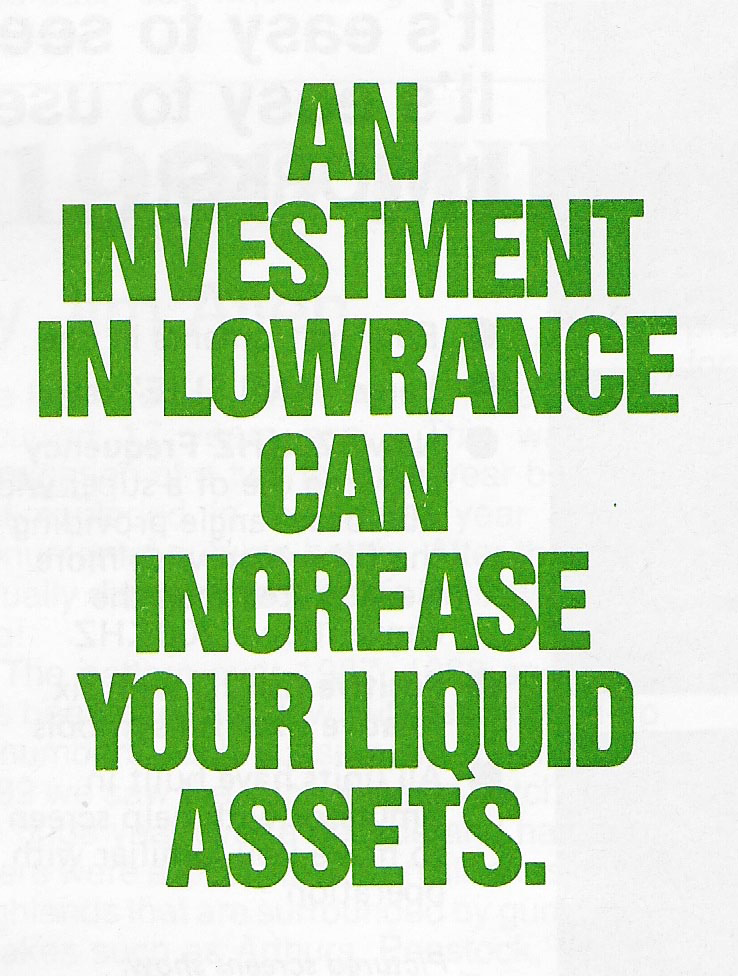 AN
INVESTMENT
IN LOWRANCE
CAN
INCREASE
YOUR LIQUID
ASSETS.